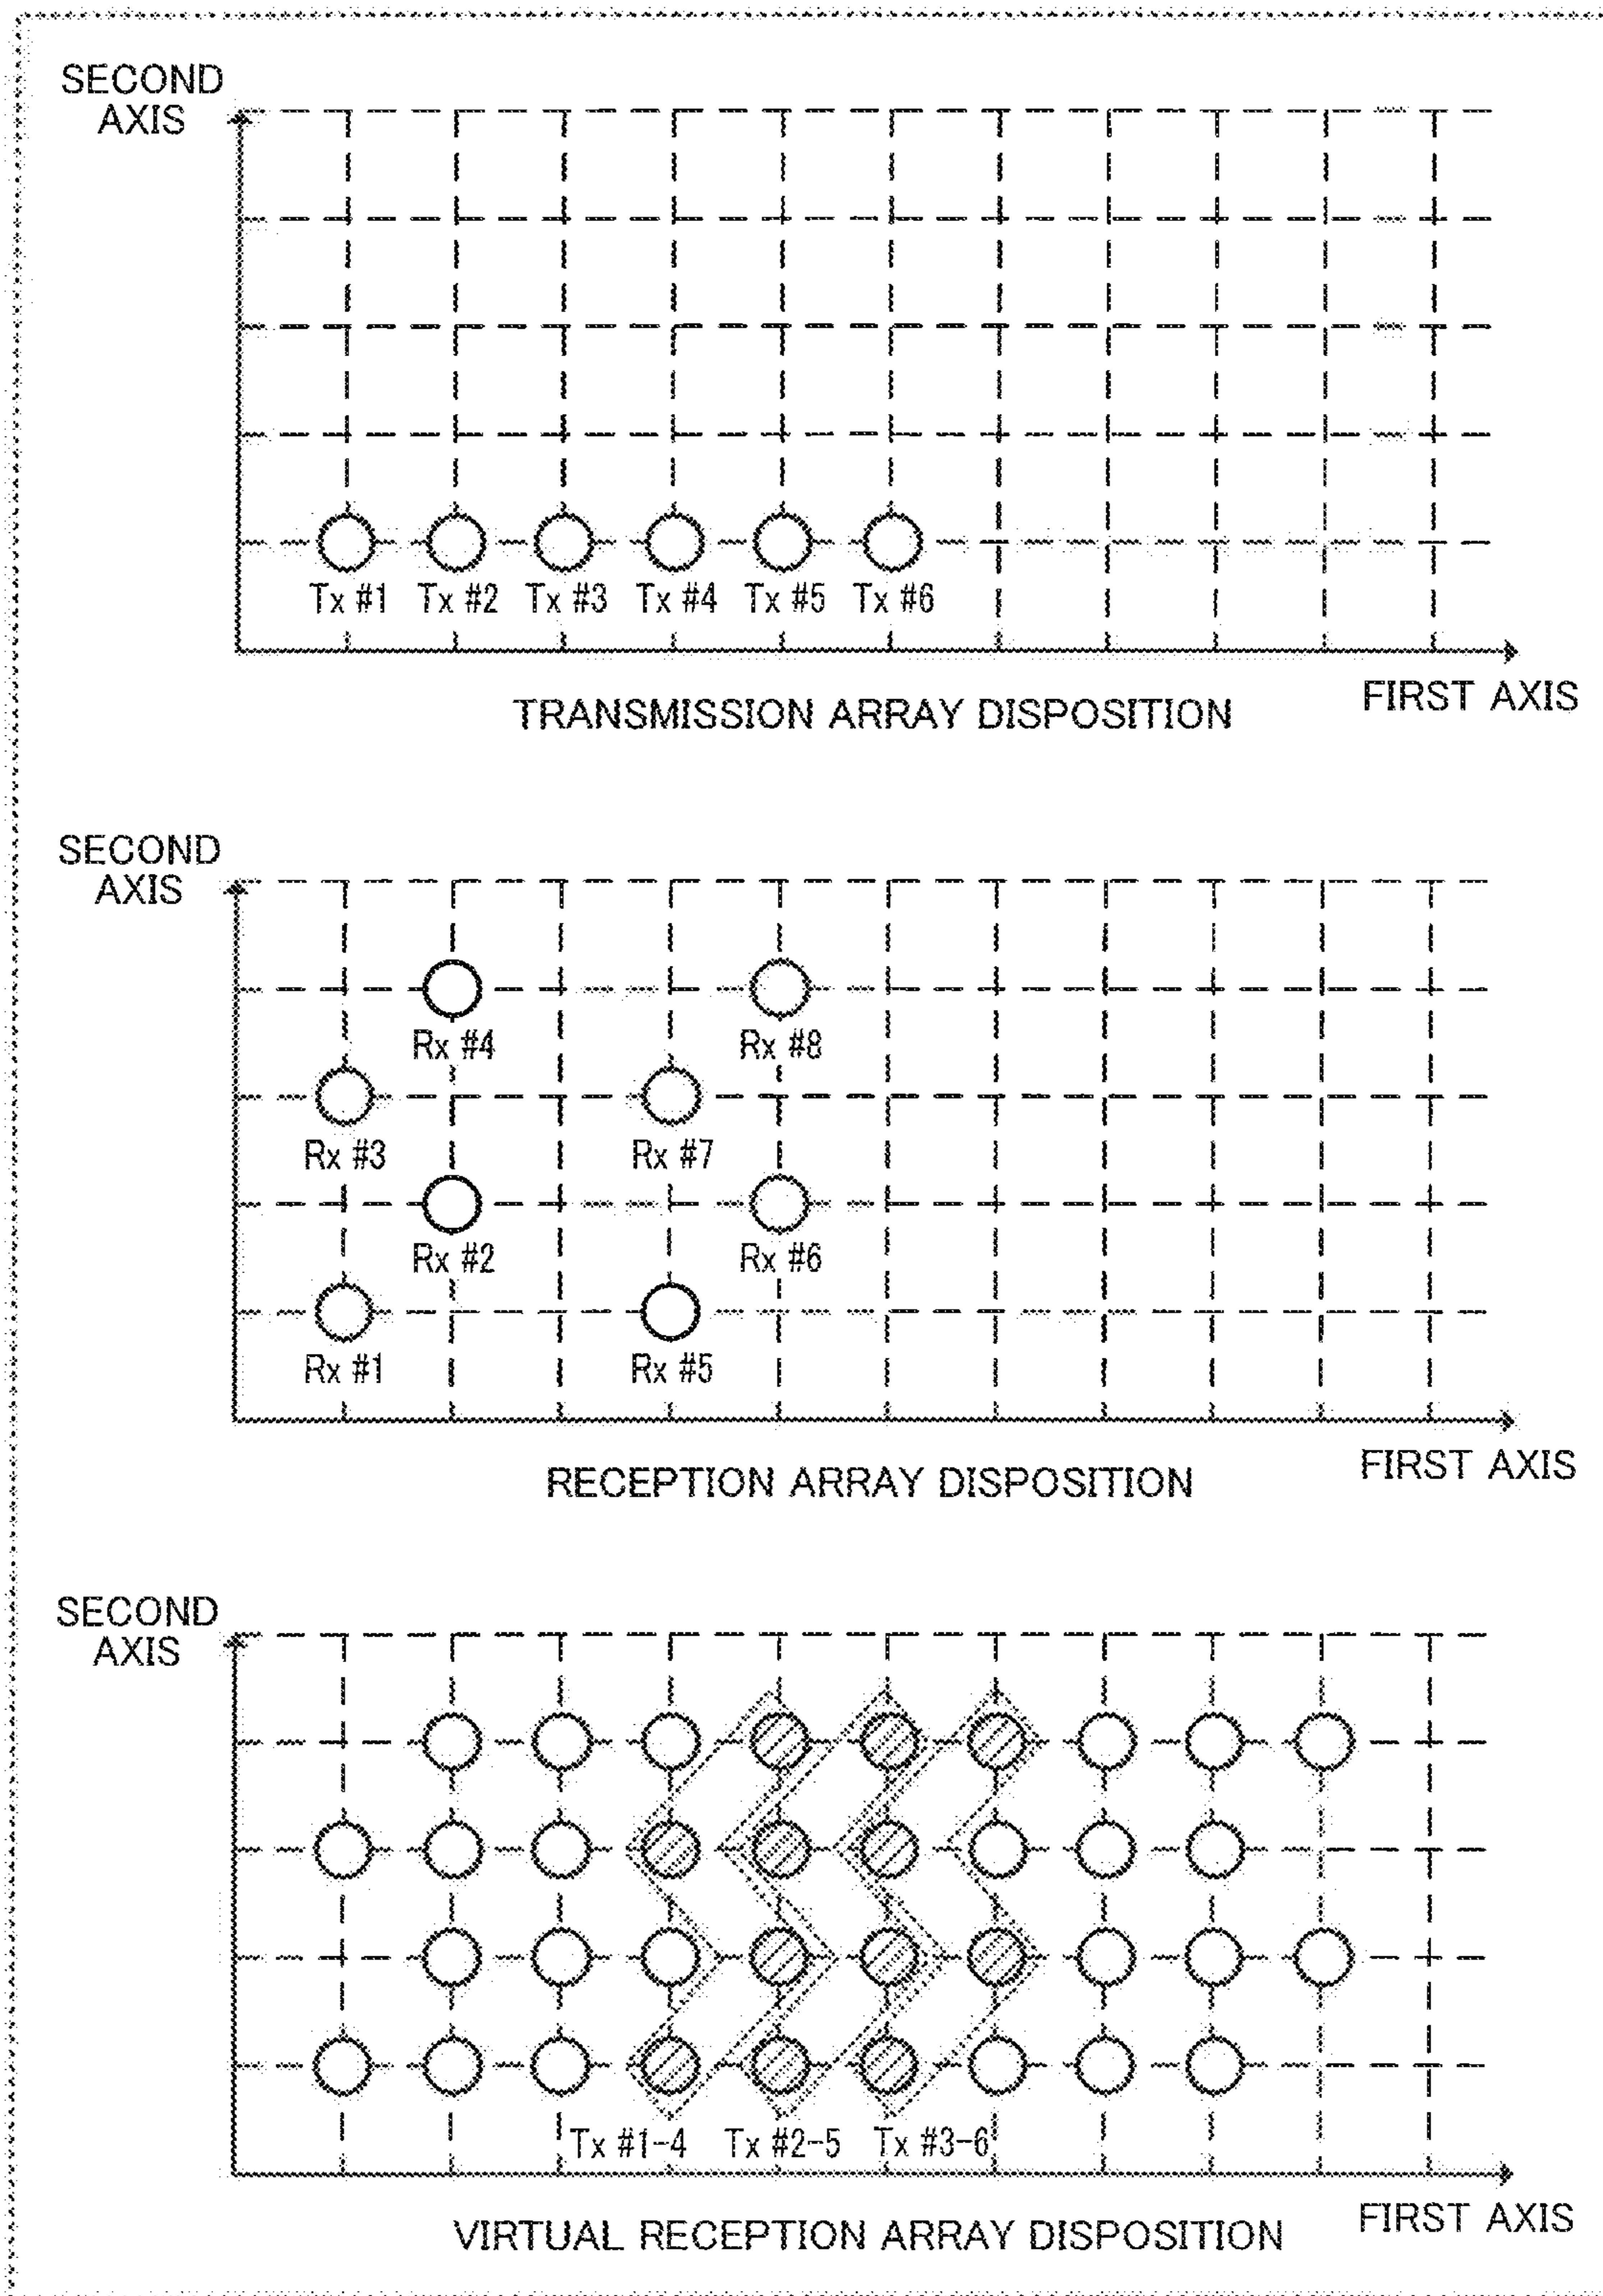 SECOND
AXIS
Tx #1 Tx #2 Tx #3 Tx #4 Tx #5 Tx #6
FIRST AXIS
TRANSMISSION ARRAY DISPOSITION
SECOND
AXIS
Rx #4 Rx #8
Rx #3 Rx #7
Rx #2 Rx #6
Rx #1 Rx #5
FIRST AXIS
RECEPTION ARRAY DISPOSITION
SECOND
AXIS
Tx #1-4 Tx #2-5 Tx #3-6
FIRST AXIS
VIRTUAL RECEPTION ARRAY DISPOSITION